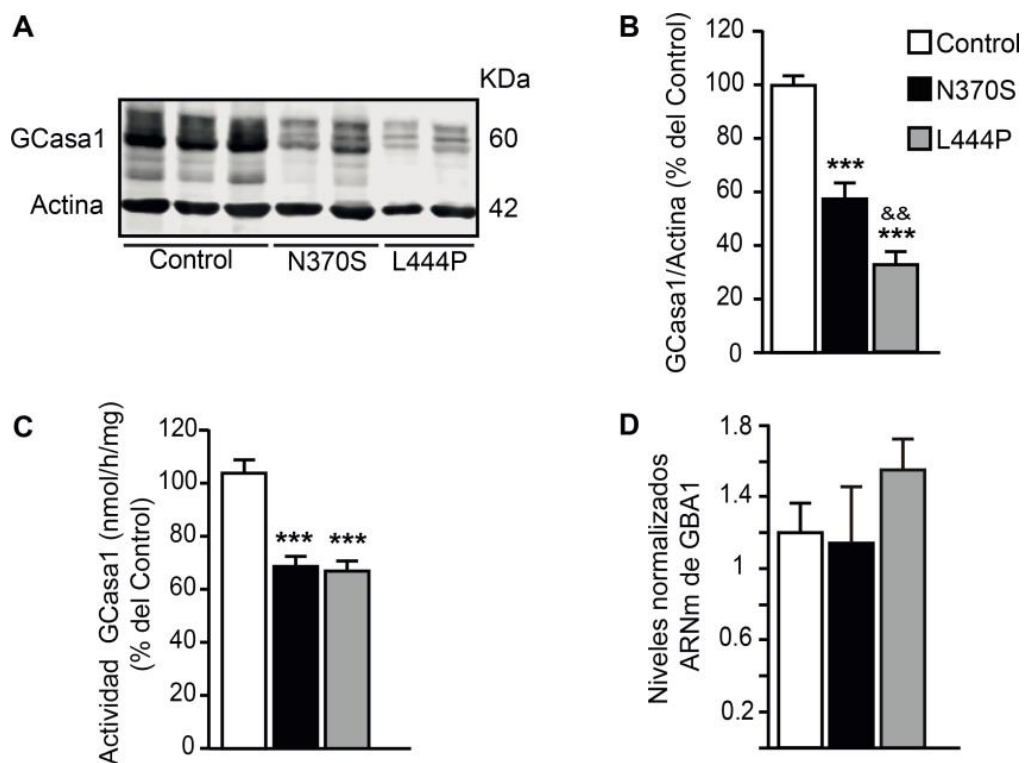 A
KDa
GCasa1
60
Actina
42
Control
N370S
L444P
B
GCasa1/Actina (% del Control)
120
100
80
60
40
20
0
***
&&
***
Control
N370S
L444P
C
Actividad GCasa1 (nmol/h/mg)
(% del Control)
120
100
80
60
40
20
0
***
***
D
Niveles normalizados
ARNm de GBA1
1.8
1.4
1
0.6
0.2